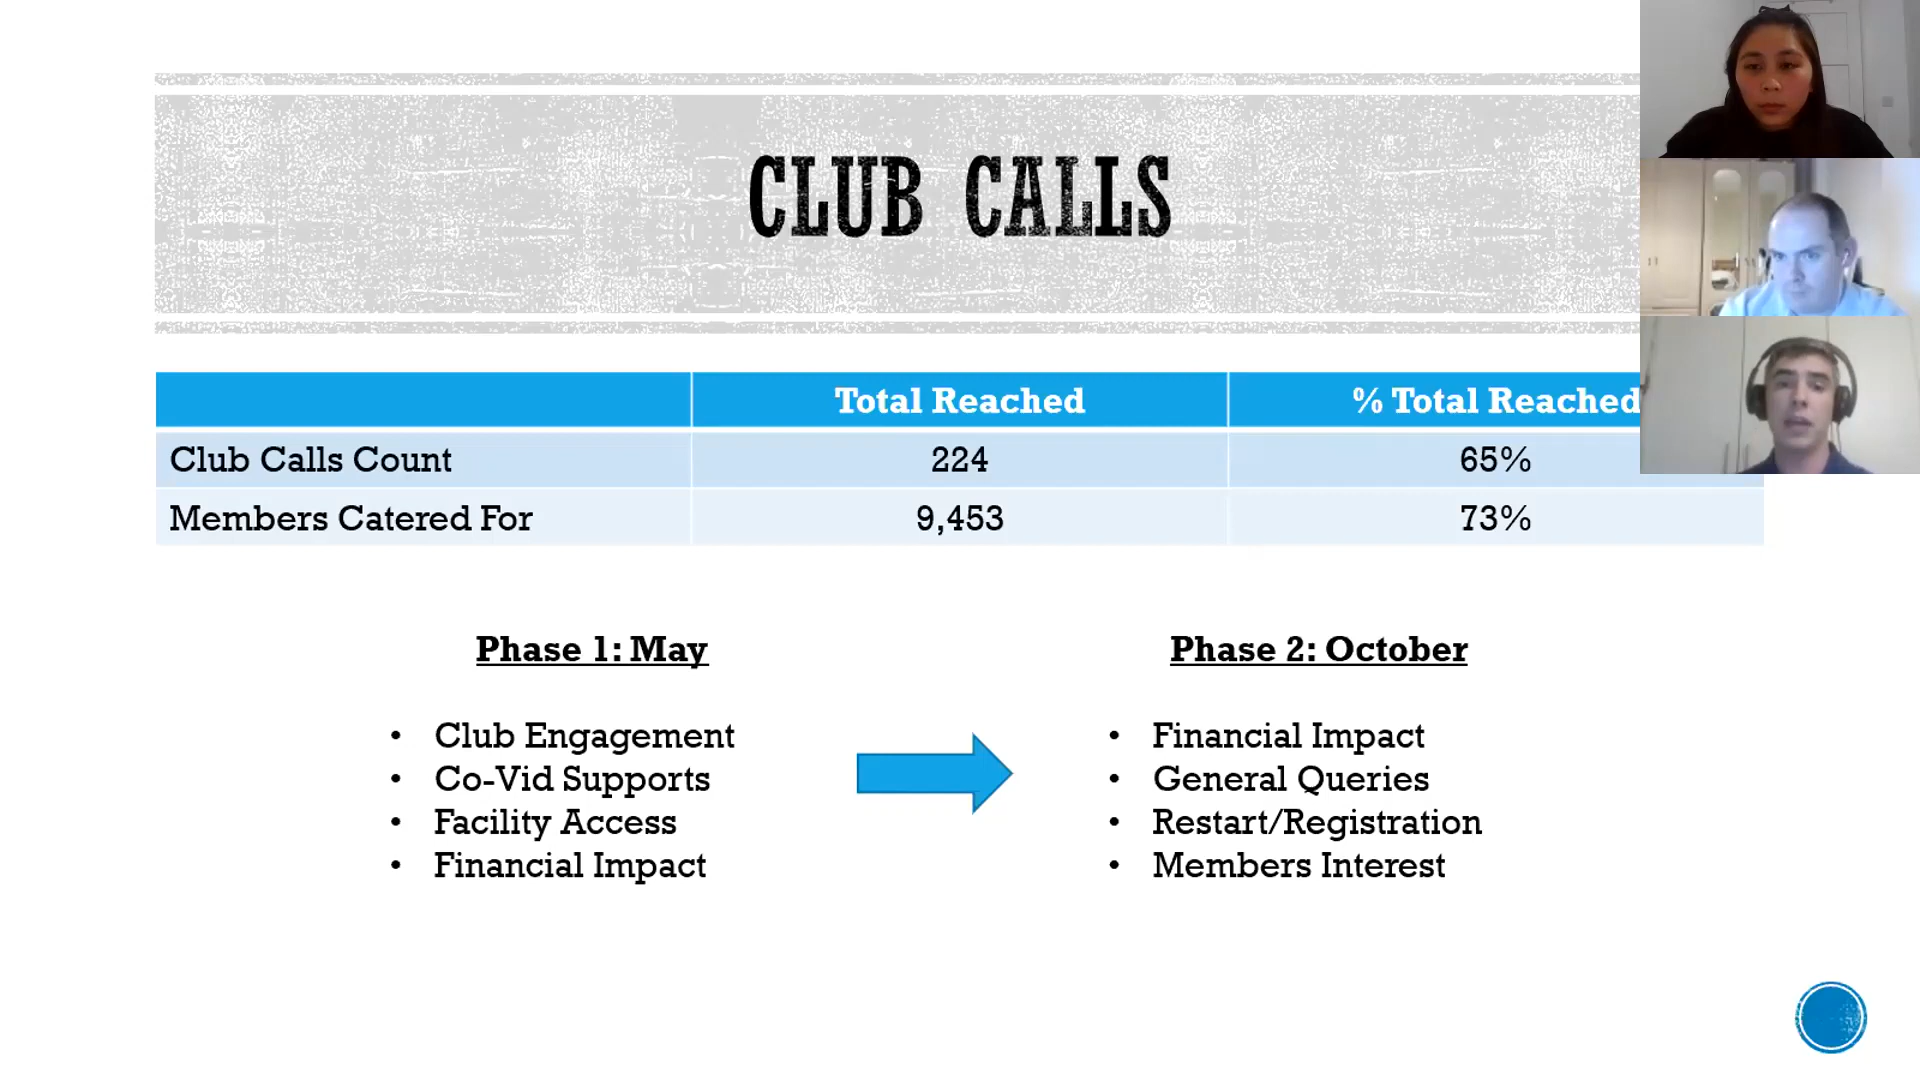 CLUB CALLS
Total Reached % Total Reached
Club Calls Count 224 65%
Members Catered For 9,453 73%
Phase 1: May
• Club Engagement
• Co-Vid Supports
• Facility Access
• Financial Impact
Phase 2: October
• Financial Impact
• General Queries
• Restart/Registration
• Members Interest